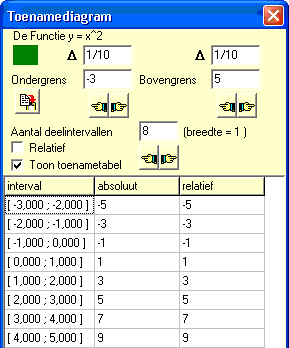 Toenamediagram
De Functie y = x^2
Δ 1/10 Δ 1/10
Ondergrens -3 Bovengrens 5
Aantal deelintervallen 8 (breedte = 1 )
Relatief
Toon toenametabel
interval absoluut relatief
[ -3,000 ; -2,000 ] -5 -5
[ -2,000 ; -1,000 ] -3 -3
[ -1,000 ; 0,000 ] -1 -1
[ 0,000 ; 1,000 ] 1 1
[ 1,000 ; 2,000 ] 3 3
[ 2,000 ; 3,000 ] 5 5
[ 3,000 ; 4,000 ] 7 7
[ 4,000 ; 5,000 ] 9 9